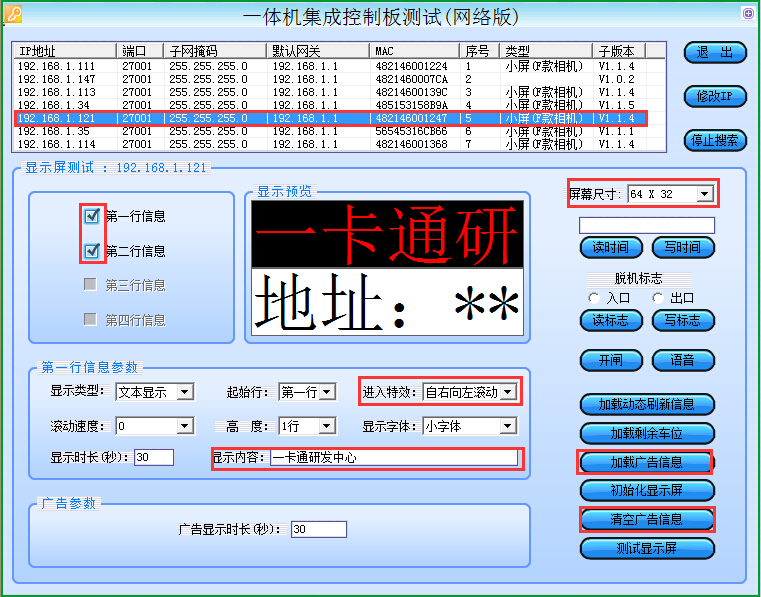 一体机集成控制板测试(网络版)
IP地址 端口 子网掩码 默认网关 MAC 序号 类型 子版本
192.168.1.111 27001 255.255.255.0 192.168.1.1 482146001224 1 小屏(F款相机) V1.1.4
192.168.1.147 27001 255.255.255.0 192.168.1.1 4821460007CA 2 V1.0.2
192.168.1.113 27001 255.255.255.0 192.168.1.1 48214600139C 3 小屏(F款相机) V1.1.4
192.168.1.34 27001 255.255.255.0 192.168.1.1 485153158B9A 4 小屏(F款相机) V1.1.5
192.168.1.121 27001 255.255.255.0 192.168.1.1 482146001247 5 小屏(F款相机) V1.1.4
192.168.1.35 27001 255.255.255.0 192.168.1.1 56545316CB66 6 小屏(F款相机) V1.1.1
192.168.1.114 27001 255.255.255.0 192.168.1.1 482146001368 7 小屏(F款相机) V1.1.4
退 出
修改IP
停止搜索
显示屏测试 : 192.168.1.121
第一行信息
第二行信息
第三行信息
第四行信息
显示预览
一卡通研
地址: **
屏幕尺寸: 64 X 32
读时间 写时间
脱机标志
入口 出口
读标志 写标志
开闸 语音
第一行信息参数
显示类型: 文本显示 起始行: 第一行 进入特效: 自右向左滚动
滚动速度: 0 高 度: 1行 显示字体: 小字体
显示时长(秒): 30 显示内容: 一卡通研发中心
加载动态刷新信息
加载剩余车位
加载广告信息
初始化显示屏
清空广告信息
测试显示屏
广告参数
广告显示时长(秒): 30